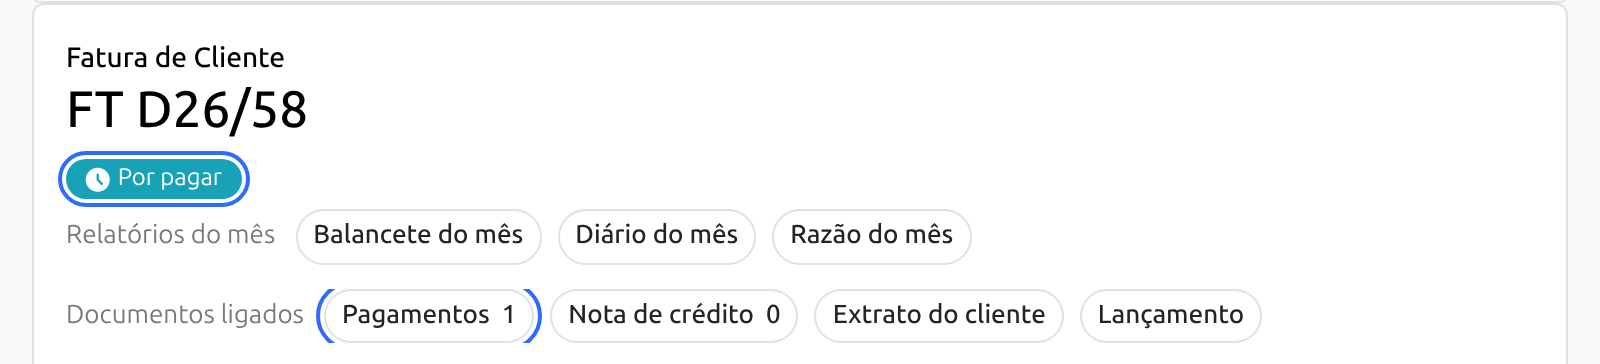 Fatura de Cliente
FT D26/58
Por pagar
Relatórios do mês Balancete do mês Diário do mês Razão do mês
Documentos ligados Pagamentos 1 Nota de crédito 0 Extrato do cliente Lançamento